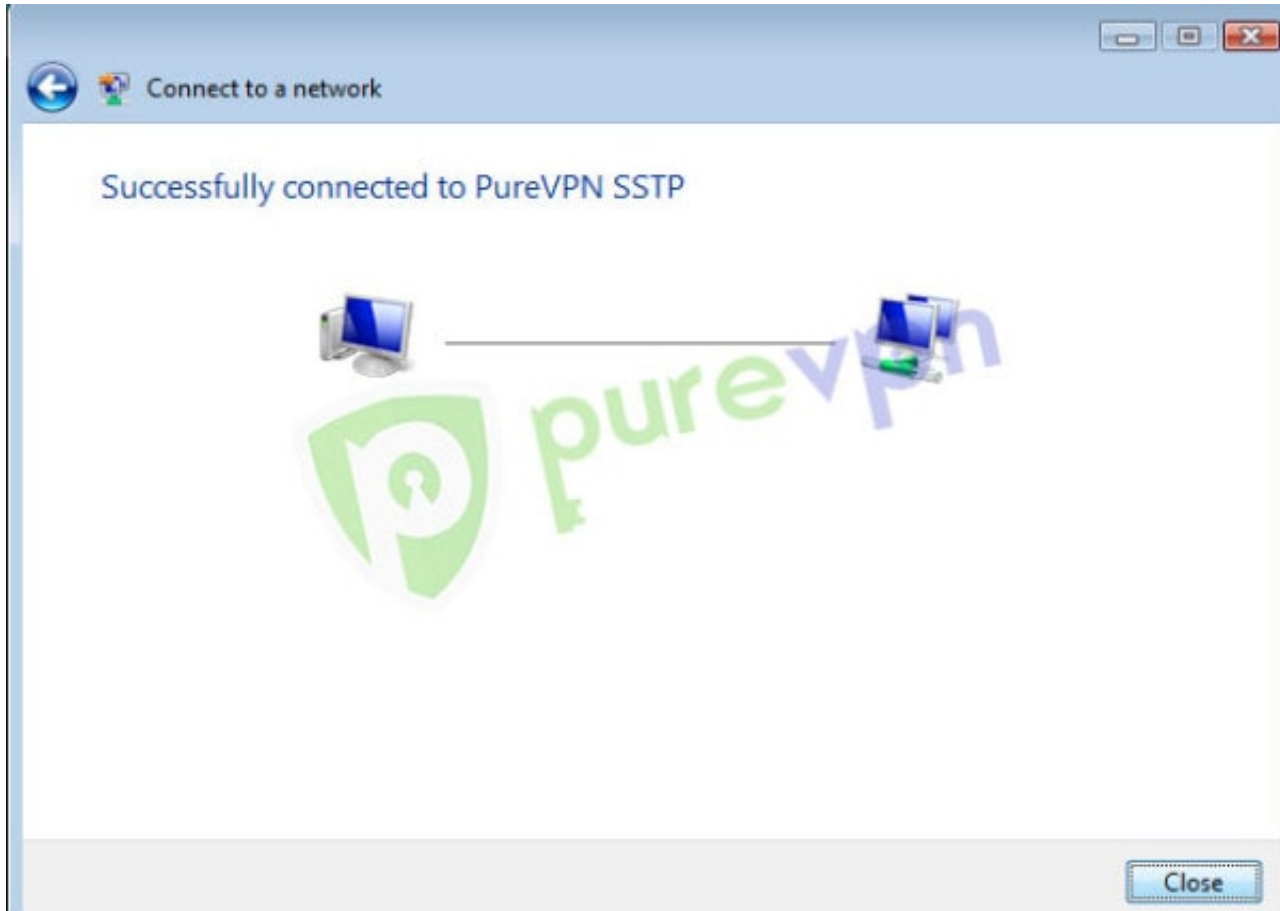 Connect to a network
Successfully connected to PureVPN SSTP
purevpn
Close